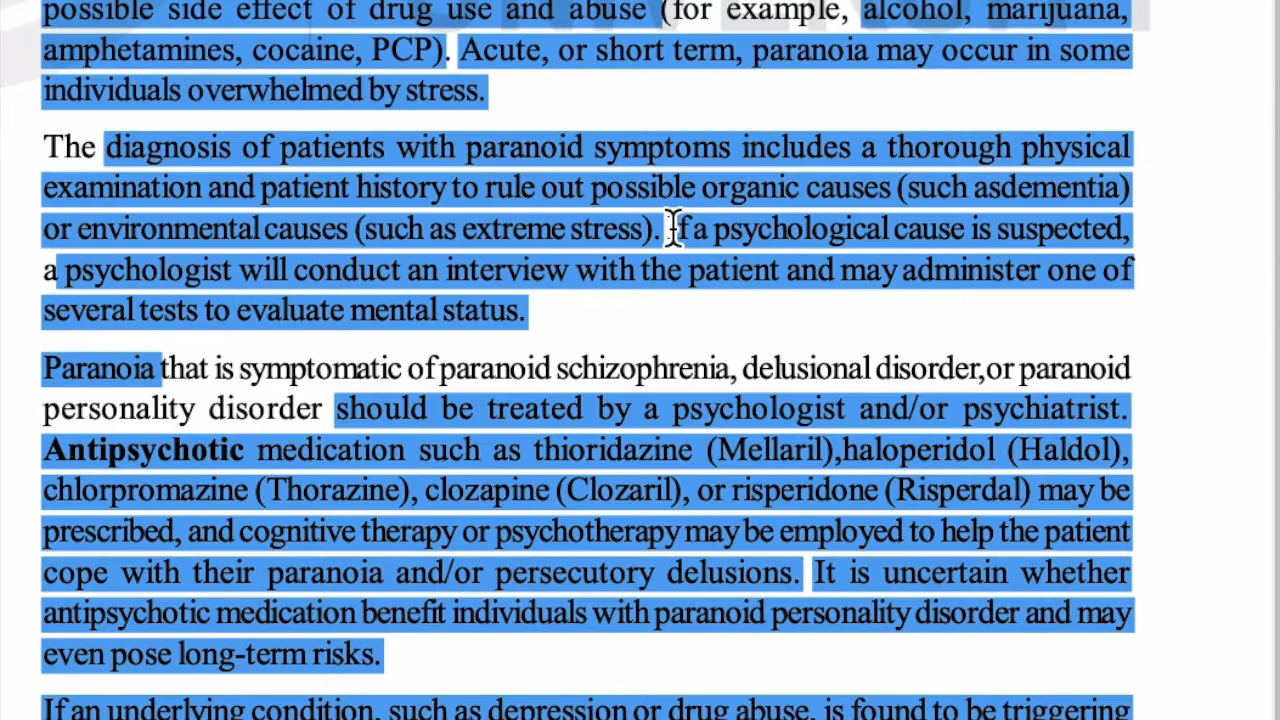 possible side effect of drug use and abuse (for example, alcohol, marijuana,
amphetamines, cocaine, PCP). Acute, or short term, paranoia may occur in some
individuals overwhelmed by stress.
The diagnosis of patients with paranoid symptoms includes a thorough physical
examination and patient history to rule out possible organic causes (such asdementia)
or environmental causes (such as extreme stress). If a psychological cause is suspected,
a psychologist will conduct an interview with the patient and may administer one of
several tests to evaluate mental status.
Paranoia that is symptomatic of paranoid schizophrenia, delusional disorder,or paranoid
personality disorder should be treated by a psychologist and/or psychiatrist.
Antipsychotic medication such as thioridazine (Mellaril),haloperidol (Haldol),
chlorpromazine (Thorazine), clozapine (Clozaril), or risperidone (Risperdal) may be
prescribed, and cognitive therapy or psychotherapy may be employed to help the patient
cope with their paranoia and/or persecutory delusions. It is uncertain whether
antipsychotic medication benefit individuals with paranoid personality disorder and may
even pose long-term risks.
If an underlying condition, such as depression or drug abuse, is found to be triggering